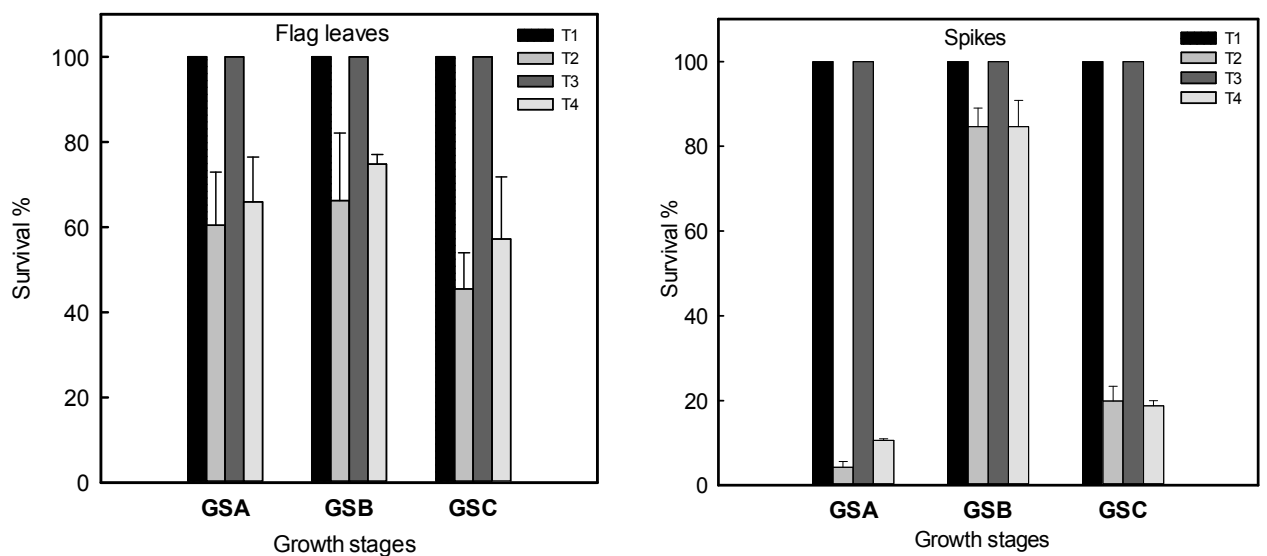 Flag leaves
T1
T2
T3
T4
100
80
60
40
20
0
Survival %
GSA GSB GSC
Growth stages
Spikes
T1
T2
T3
T4
100
80
60
40
20
0
Survival %
GSA GSB GSC
Growth stages